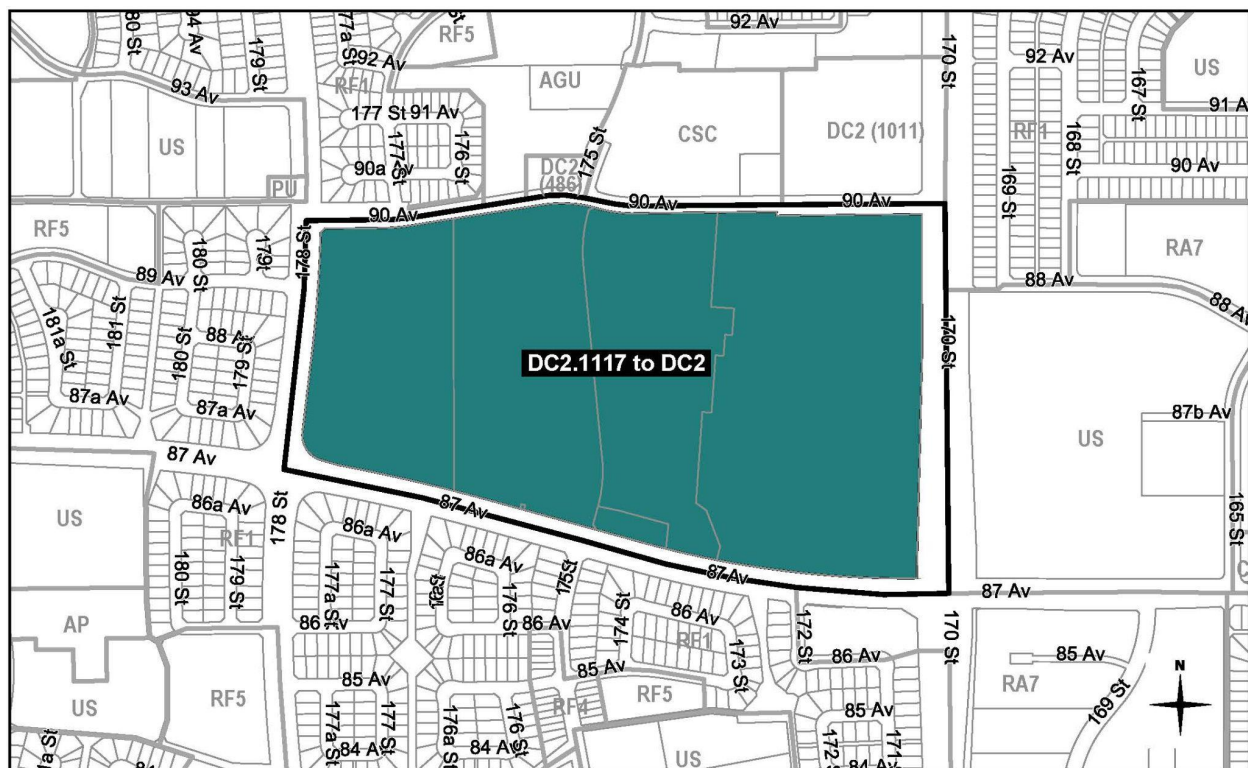 180 St
94 Av
179 St
177a St
RF5
92 Av
92 Av
170 St
92 Av
167 St
US
93 Av
RF1
AGU
91 Av
177 St
91 Av
CSC
DC2 (1011)
RF1
168 St
US
177 St
176 St
175 St
90a Av
DC2
(486)
90 Av
PU
169 St
90 Av
90 Av
90 Av
RF5
178 St
RA7
180 St
179 St
89 Av
88 Av
88 Av
181a St
181 St
180 St
88 Av
179 St
170 St
DC2.1117 to DC2
87a Av
87a Av
87b Av
US
87 Av
87 Av
165 St
US
86a Av
178 St
86a Av
RF1
86a Av
175 St
87 Av
87 Av
180 St
179 St
177a St
177 St
176 St
174 St
86 Av
RF1
AP
86 Av
86 Av
173 St
172 St
170 St
86 Av
85 Av
N
85 Av
RF5
RA7
US
RF5
85 Av
RF4
169 St
177a St
177 St
176a St
176 St
85 Av
171
84 Av
84 Av
US
172 St
84 Av